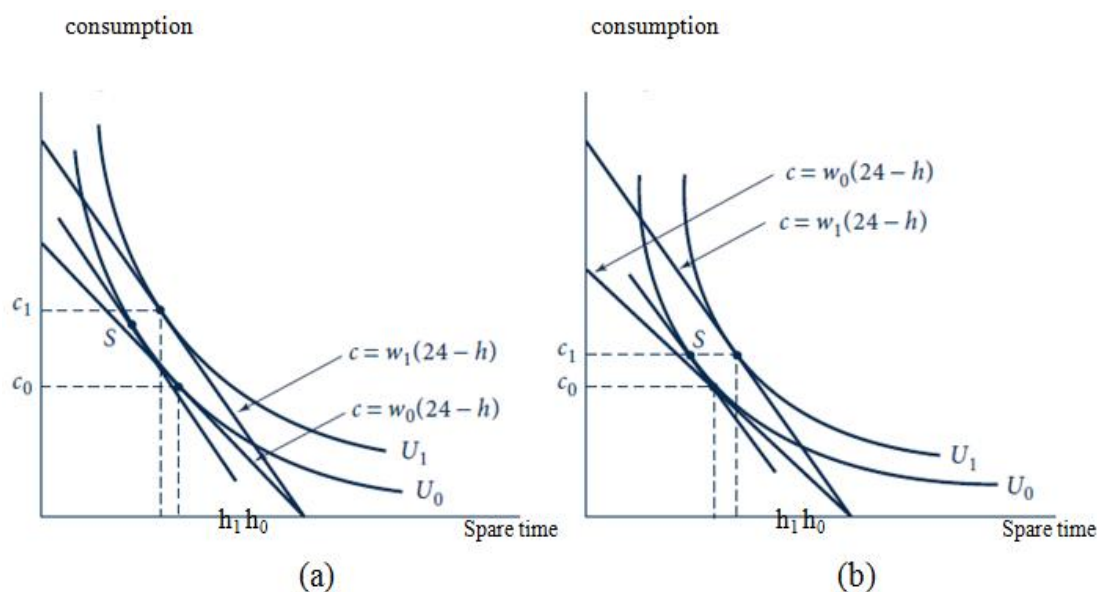 consumption
c₁
S
c₀
c = w₁(24 – h)
c = w₀(24 – h)
U₁
U₀
h₁ h₀
Spare time
(a)
consumption
c = w₀(24 – h)
c = w₁(24 – h)
c₁
S
c₀
U₁
U₀
h₁ h₀
Spare time
(b)